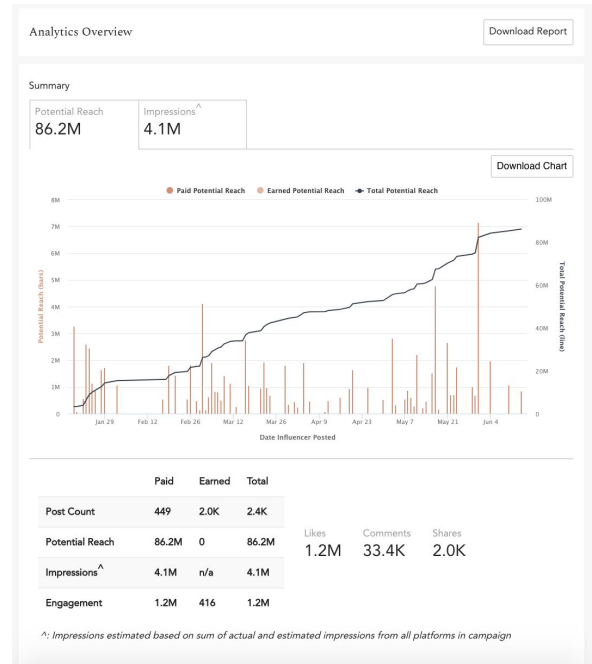 Analytics Overview
Download Report
Summary
Potential Reach
86.2M
Impressions^
4.1M
Download Chart
Paid Potential Reach Earned Potential Reach Total Potential Reach
8M
7M
6M
5M
4M
3M
2M
1M
0
Potential Reach (bars)
100M
80M
60M
40M
20M
0
Total Potential Reach (line)
Jan 29 Feb 12 Feb 26 Mar 12 Mar 26 Apr 9 Apr 23 May 7 May 21 Jun 4
Date Influencer Posted
Paid Earned Total
Post Count 449 2.0K 2.4K
Potential Reach 86.2M 0 86.2M
Impressions^ 4.1M n/a 4.1M
Engagement 1.2M 416 1.2M
Likes Comments Shares
1.2M 33.4K 2.0K
^: Impressions estimated based on sum of actual and estimated impressions from all platforms in campaign